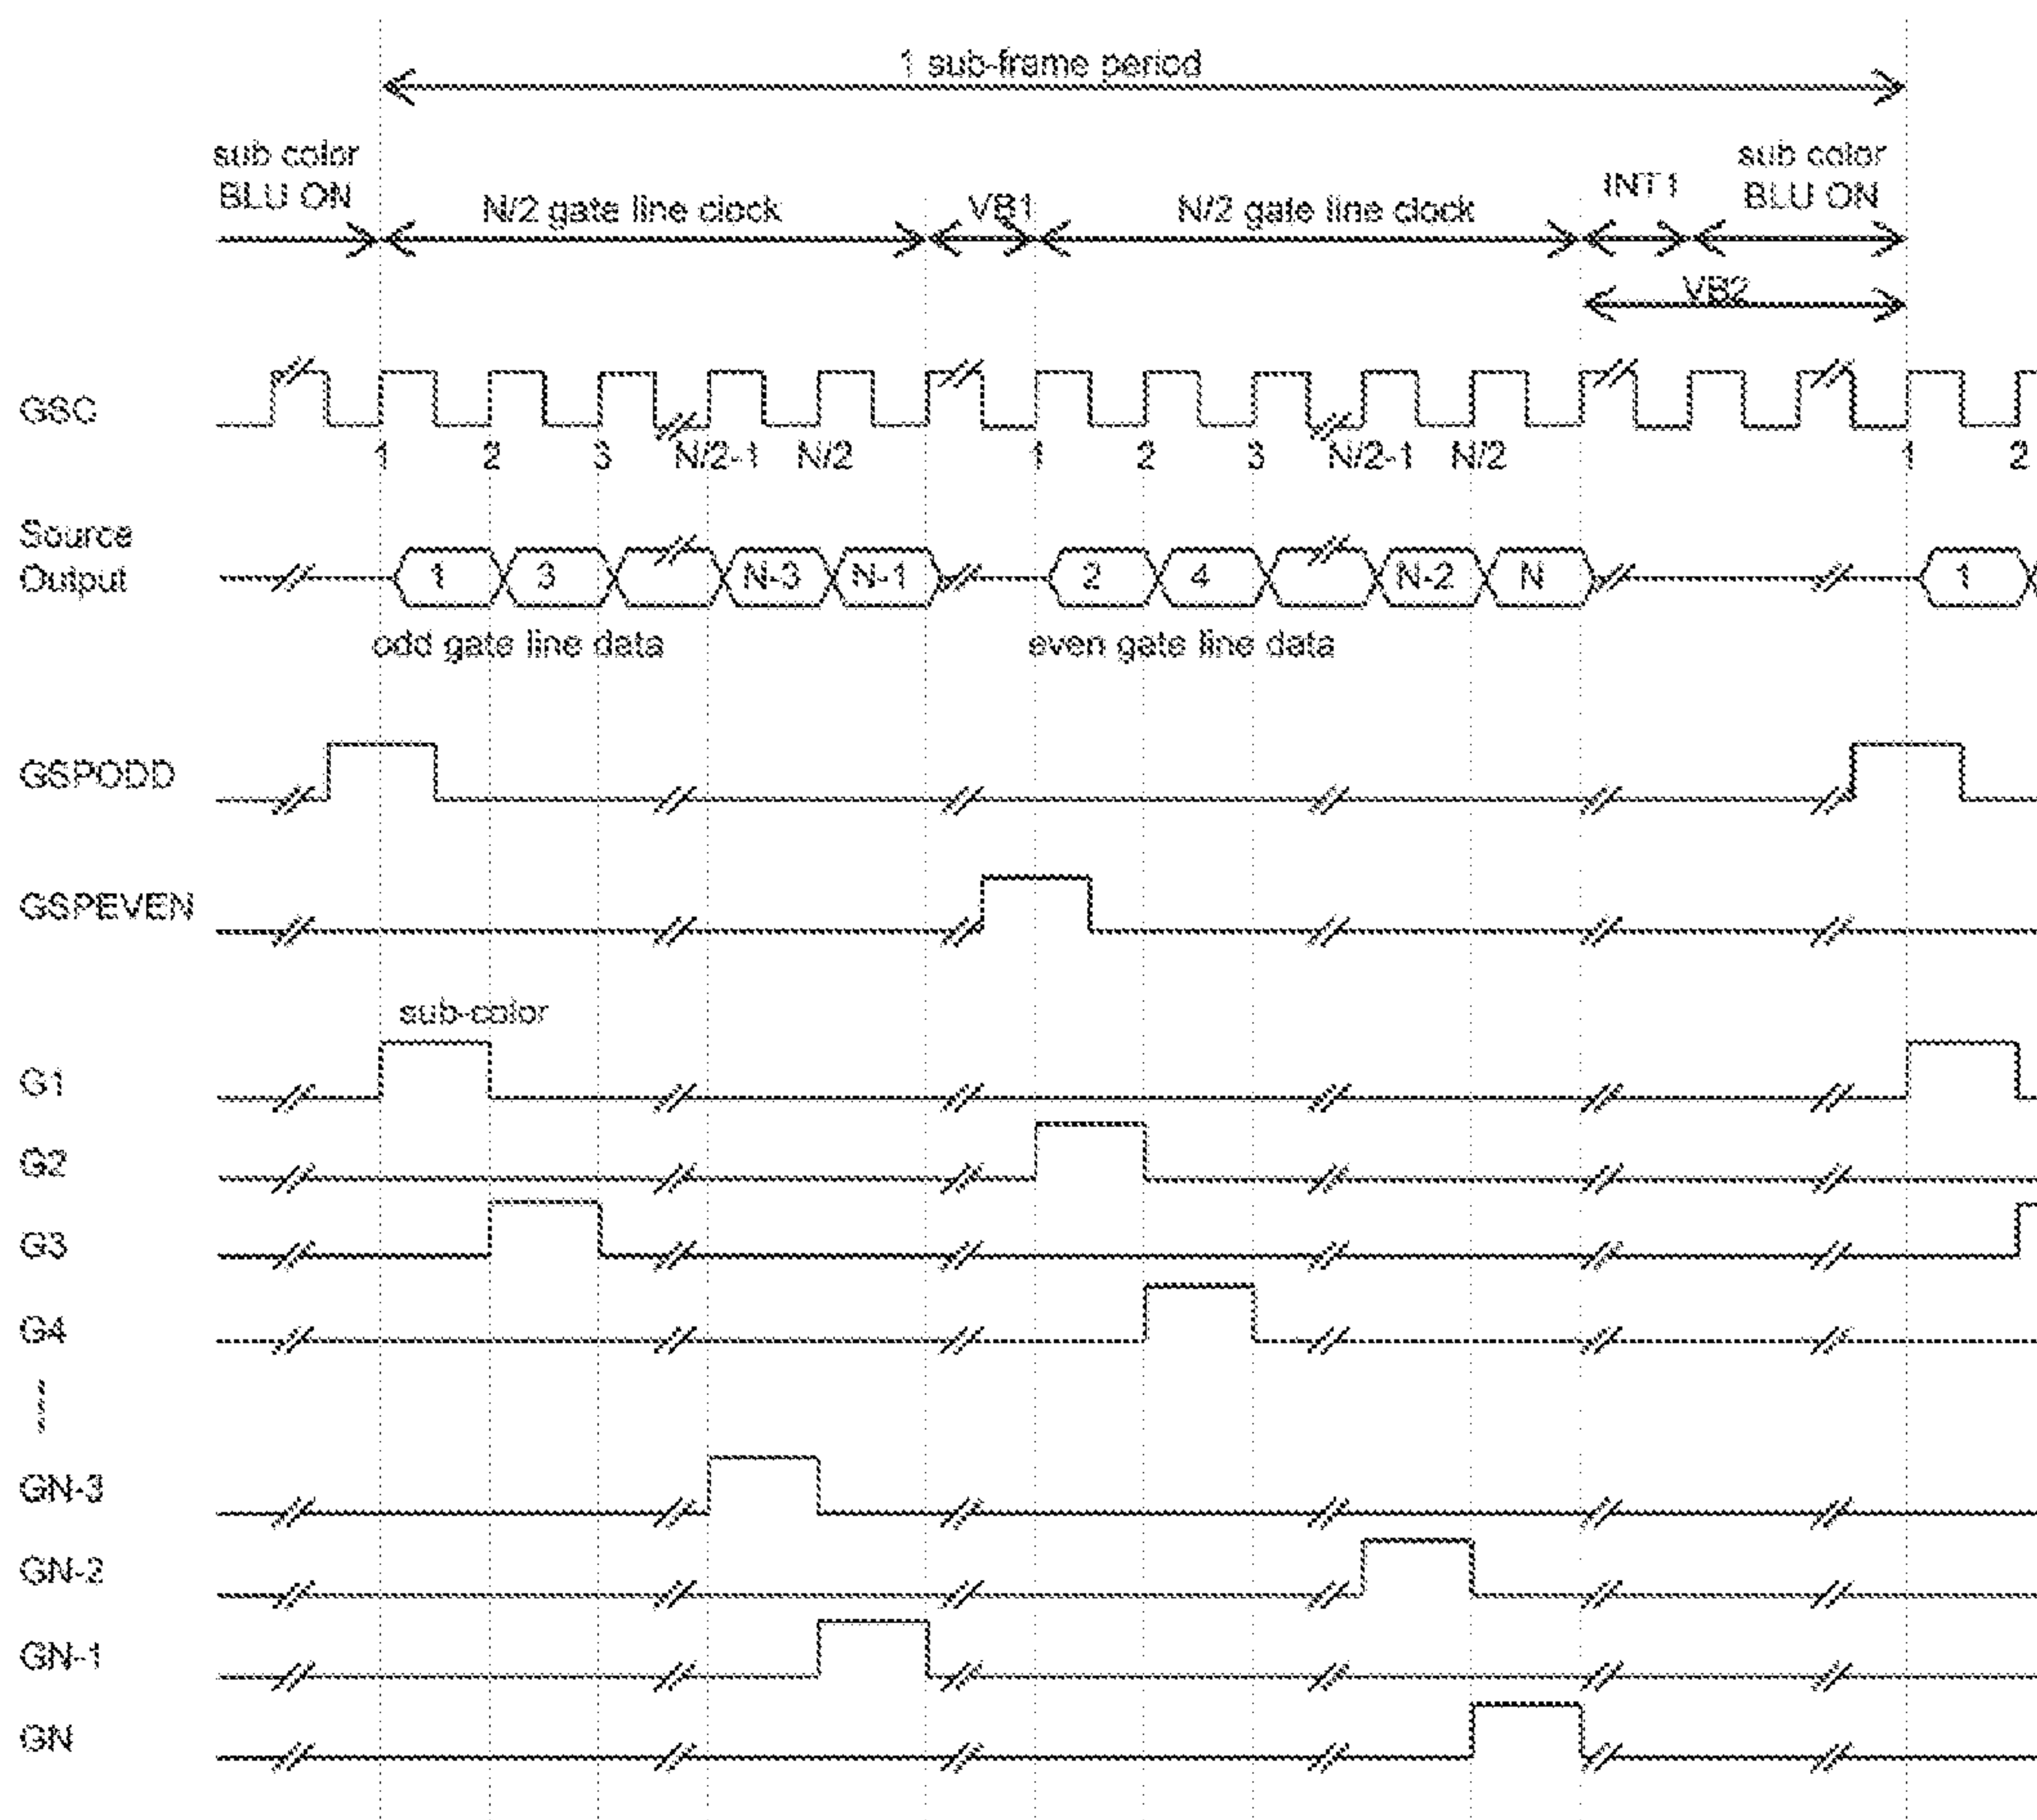 1 sub-frame period
sub color
BLU ON
N/2 gate line clock
VB1
N/2 gate line clock
INT1
sub color
BLU ON
VB2
GSC
1 2 3 N/2-1 N/2 1 2 3 N/2-1 N/2 1 2
Source
Output
1 3 N-3 N-1 2 4 N-2 N 1
odd gate line data
even gate line data
GSPODD
GSPEVEN
sub-color
G1
G2
G3
G4
GN-3
GN-2
GN-1
GN